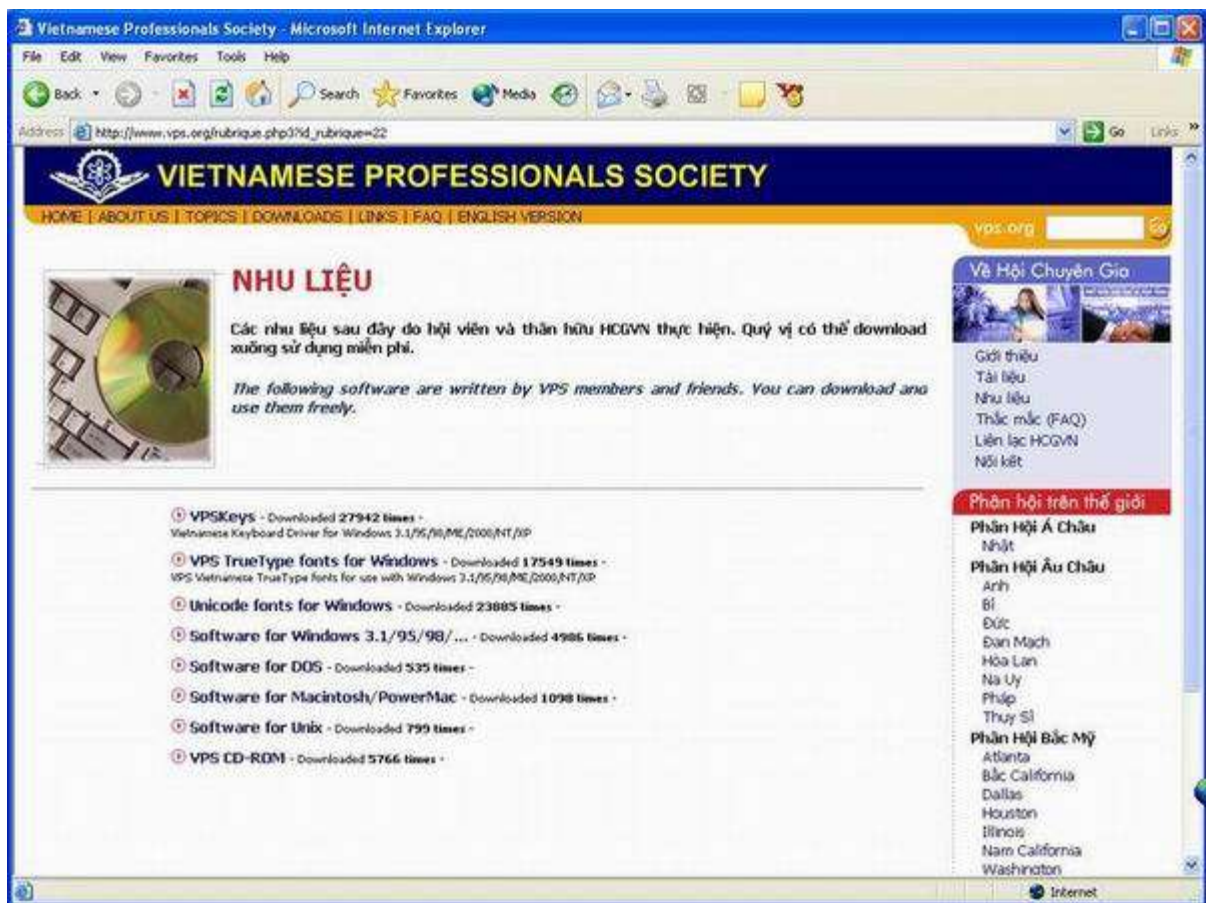 Vietnamese Professionals Society - Microsoft Internet Explorer
File Edit View Favorites Tools Help
Back Search Favorites Media
Address http://www.vps.org/rubrique.php3?id_rubrique=22 Go Links »
VIETNAMESE PROFESSIONALS SOCIETY
HOME | ABOUT US | TOPICS | DOWNLOADS | LINKS | FAQ | ENGLISH VERSION
vps.org Go
NHU LIỆU
Các nhu liệu sau đây do hội viên và thân hữu HCGVN thực hiện. Quý vị có thể download
xuống sử dụng miễn phí.
The following software are written by VPS members and friends. You can download and
use them freely.
VPSKeys - Downloaded 27942 times -
Vietnamese Keyboard Driver for Windows 3.1/95/98/ME/2000/NT/XP
VPS TrueType fonts for Windows - Downloaded 17549 times -
VPS Vietnamese TrueType fonts for use with Windows 3.1/95/98/ME/2000/NT/XP
Unicode fonts for Windows - Downloaded 23885 times -
Software for Windows 3.1/95/98/... - Downloaded 4986 times -
Software for DOS - Downloaded 535 times -
Software for Macintosh/PowerMac - Downloaded 1098 times -
Software for Unix - Downloaded 799 times -
VPS CD-ROM - Downloaded 5766 times -
Về Hội Chuyên Gia
Giới thiệu
Tài liệu
Nhu liệu
Thắc mắc (FAQ)
Liên lạc HCGVN
Nối kết
Phân hội trên thế giới
Phân Hội Á Châu
Nhật
Phân Hội Âu Châu
Anh
Bỉ
Đức
Đan Mạch
Hòa Lan
Na Uy
Pháp
Thụy Sĩ
Phân Hội Bắc Mỹ
Atlanta
Bắc California
Dallas
Houston
Illinois
Nam California
Washington
Internet